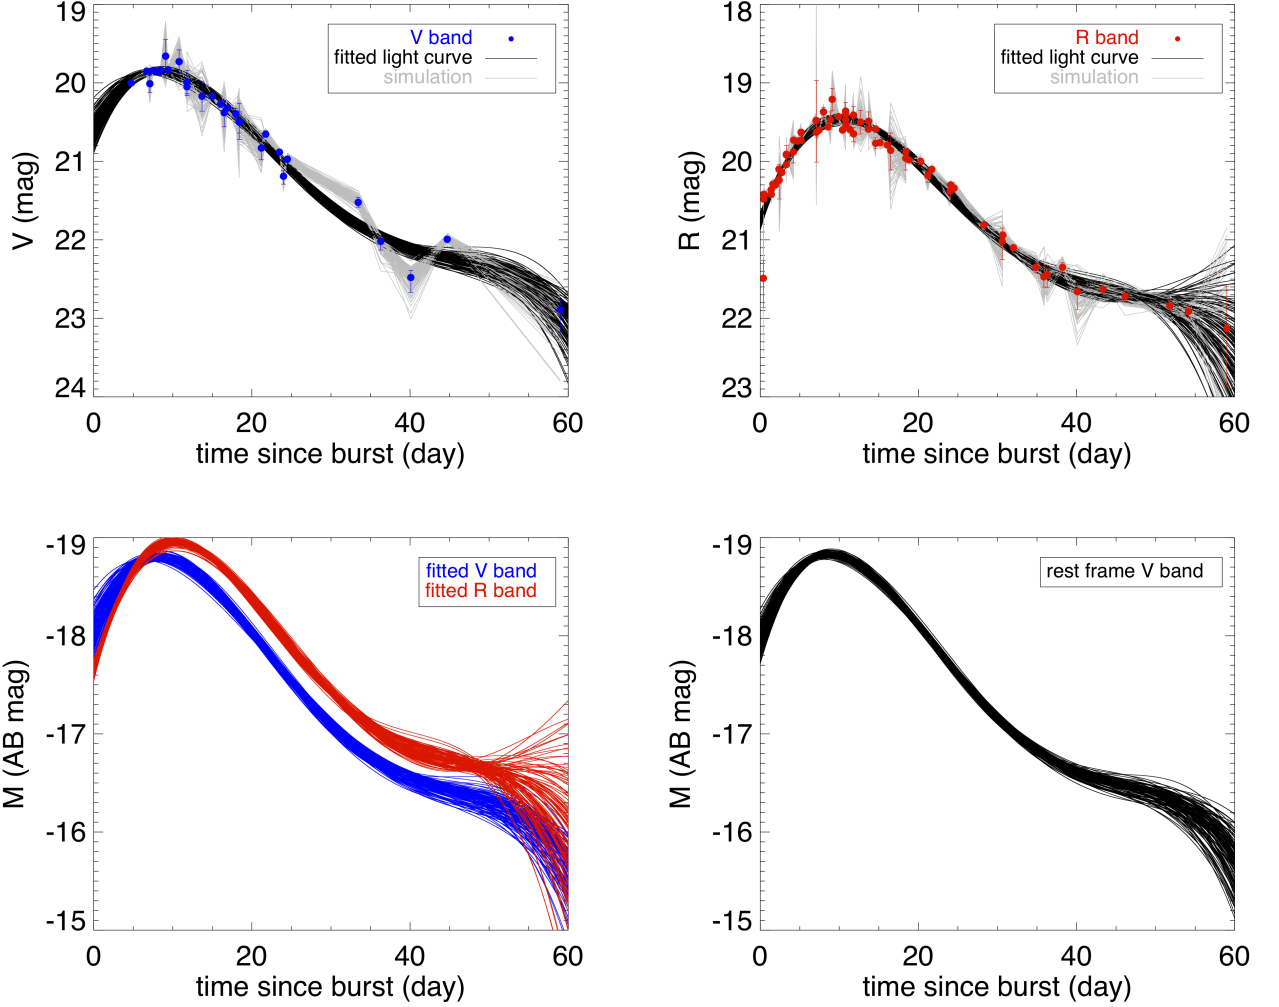 19
20
21
22
23
24
V (mag)
V band
fitted light curve
simulation
0 20 40 60
time since burst (day)
18
19
20
21
22
23
R (mag)
R band
fitted light curve
simulation
0 20 40 60
time since burst (day)
-19
-18
-17
-16
-15
M (AB mag)
fitted V band
fitted R band
0 20 40 60
time since burst (day)
-19
-18
-17
-16
-15
M (AB mag)
rest frame V band
0 20 40 60
time since burst (day)